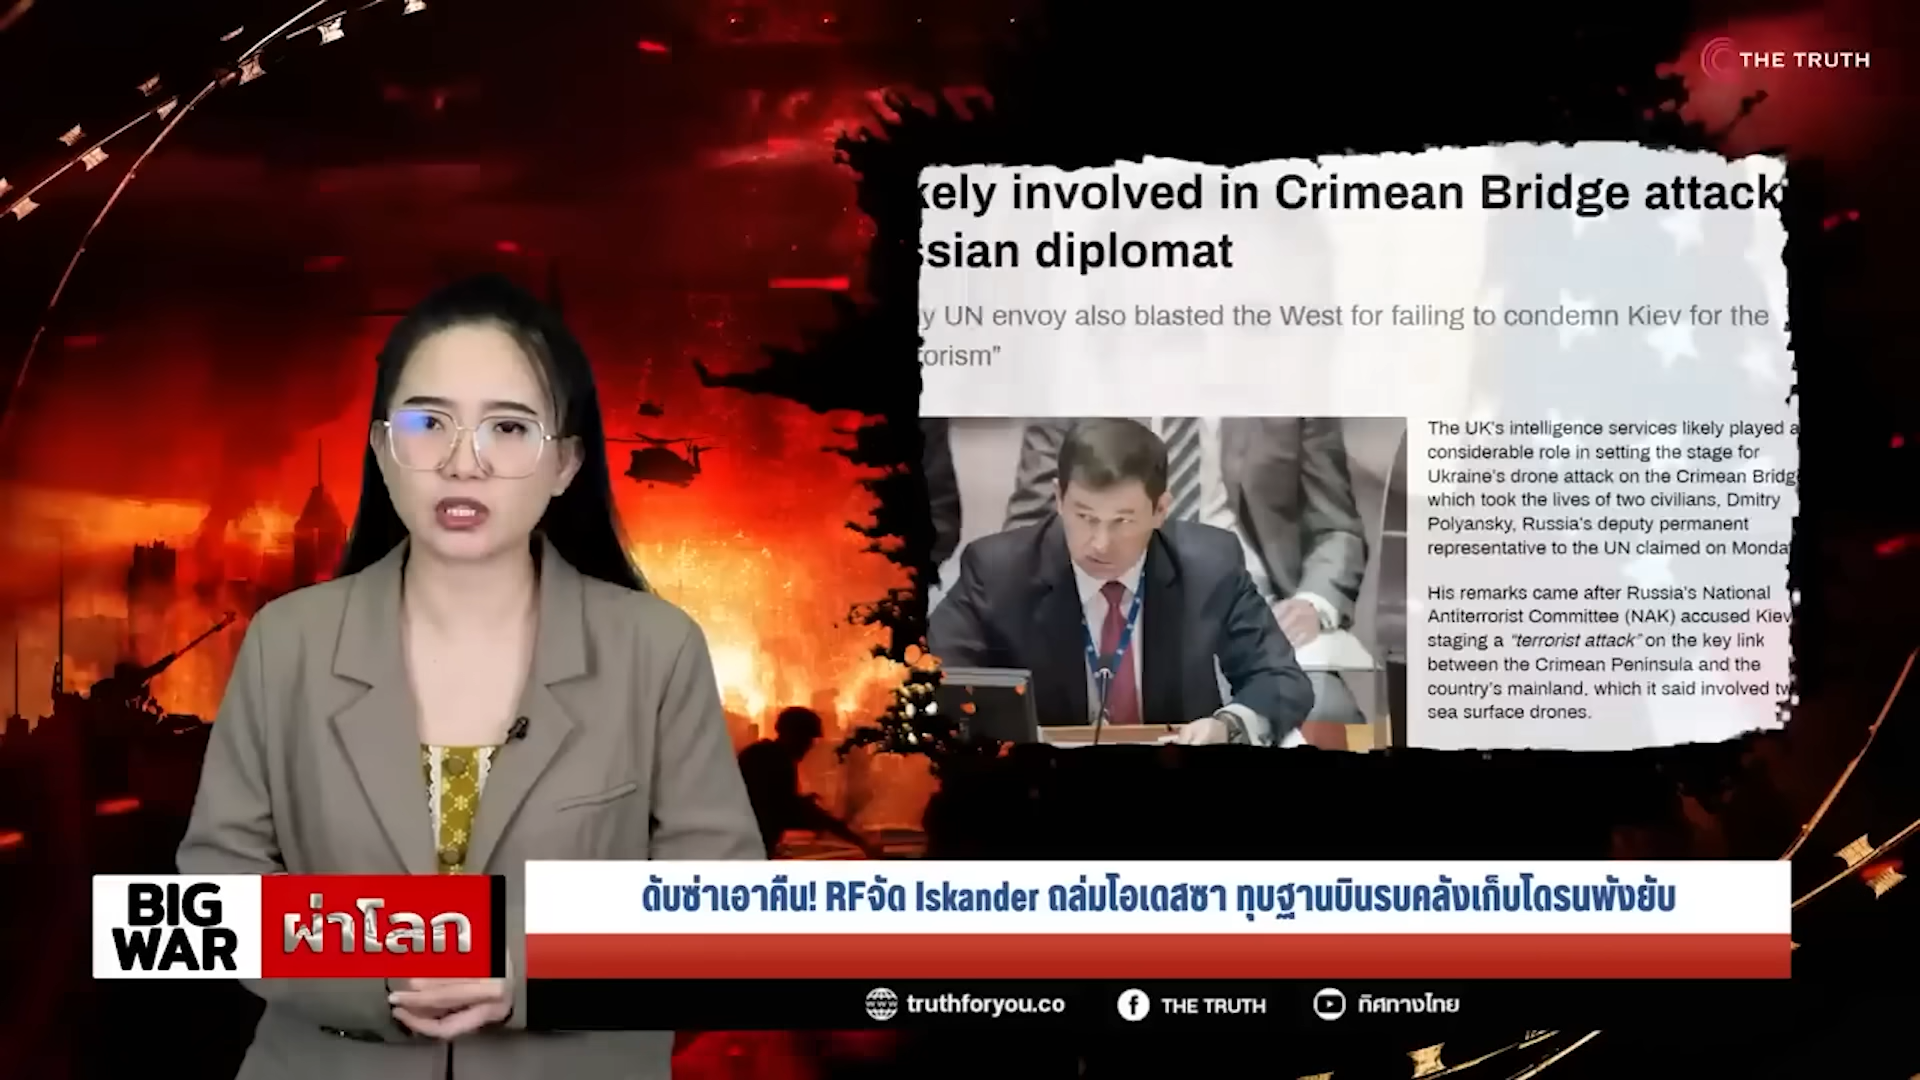 THE TRUTH
kely involved in Crimean Bridge attack
ssian diplomat
y UN envoy also blasted the West for failing to condemn Kiev for the
orism”
The UK's intelligence services likely played a
considerable role in setting the stage for
Ukraine's drone attack on the Crimean Bridg
which took the lives of two civilians, Dmitry
Polyansky, Russia's deputy permanent
representative to the UN claimed on Monda
His remarks came after Russia's National
Antiterrorist Committee (NAK) accused Kiev
staging a “terrorist attack” on the key link
between the Crimean Peninsula and the
country's mainland, which it said involved tw
sea surface drones.
BIG
WAR
ผ่าโลก
ดับซ่าเอาคืน! RFจัด Iskander ถล่มโอเดสซา ทุบฐานบินรบคลังเก็บโดรนพังยับ
truthforyou.co THE TRUTH ทิศทางไทย